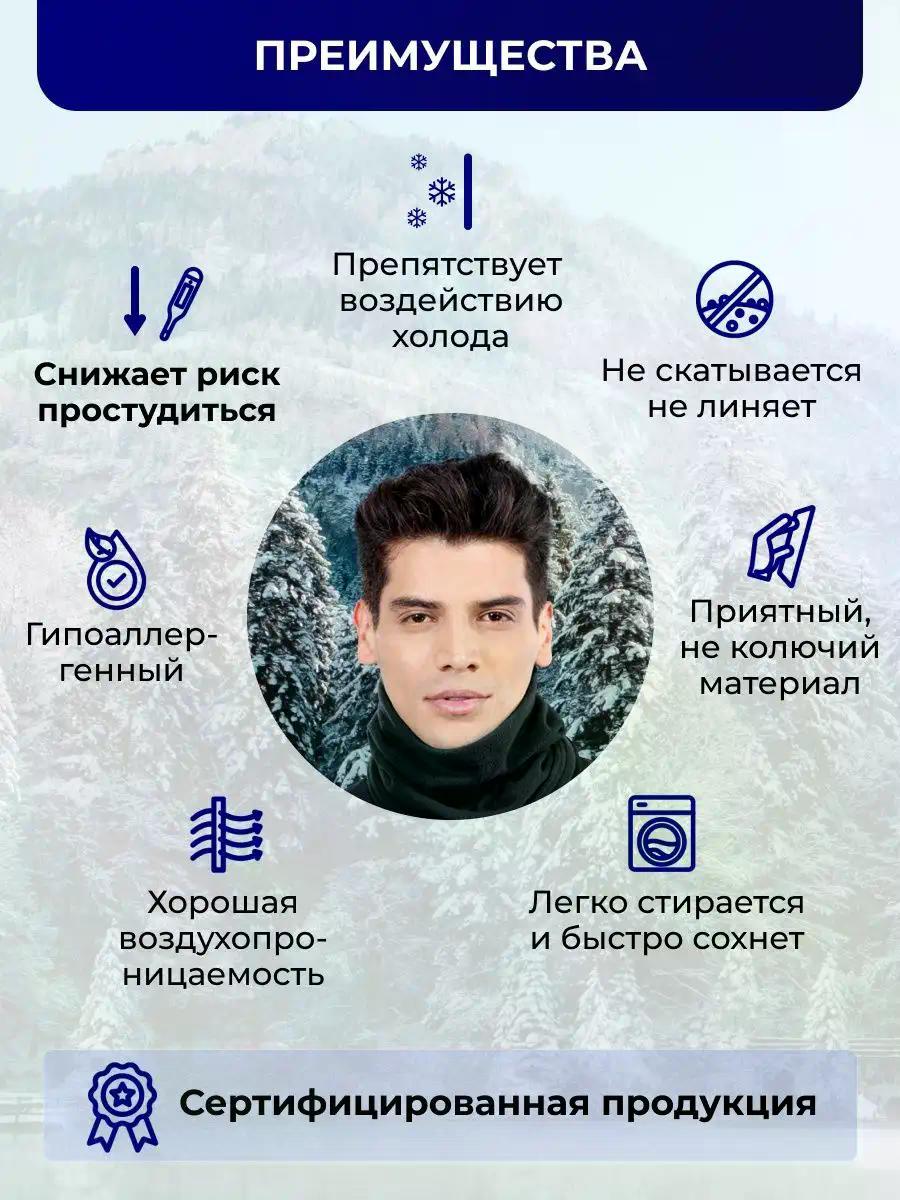 ПРЕИМУЩЕСТВА
Препятствует
воздействию
холода
Снижает риск
простудиться
Не скатывается
не линяет
Гипоаллер-
генный
Приятный,
не колючий
материал
Хорошая
воздухопро-
ницаемость
Легко стирается
и быстро сохнет
Сертифицированная продукция